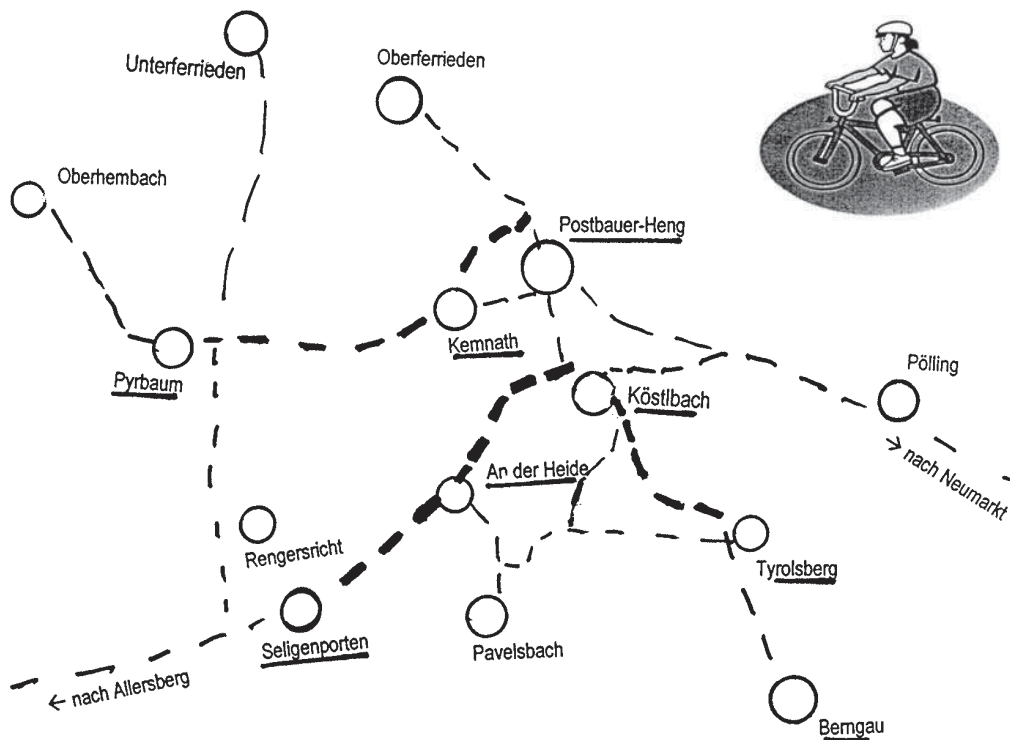 Unterferrieden
Oberferrieden
Oberhembach
Postbauer-Heng
Kemnath
Pyrbaum
Pölling
Köstlbach
→ nach Neumarkt
An der Heide
Rengersricht
Tyrolsberg
Seligenporten
Pavelsbach
← nach Allersberg
Berngau